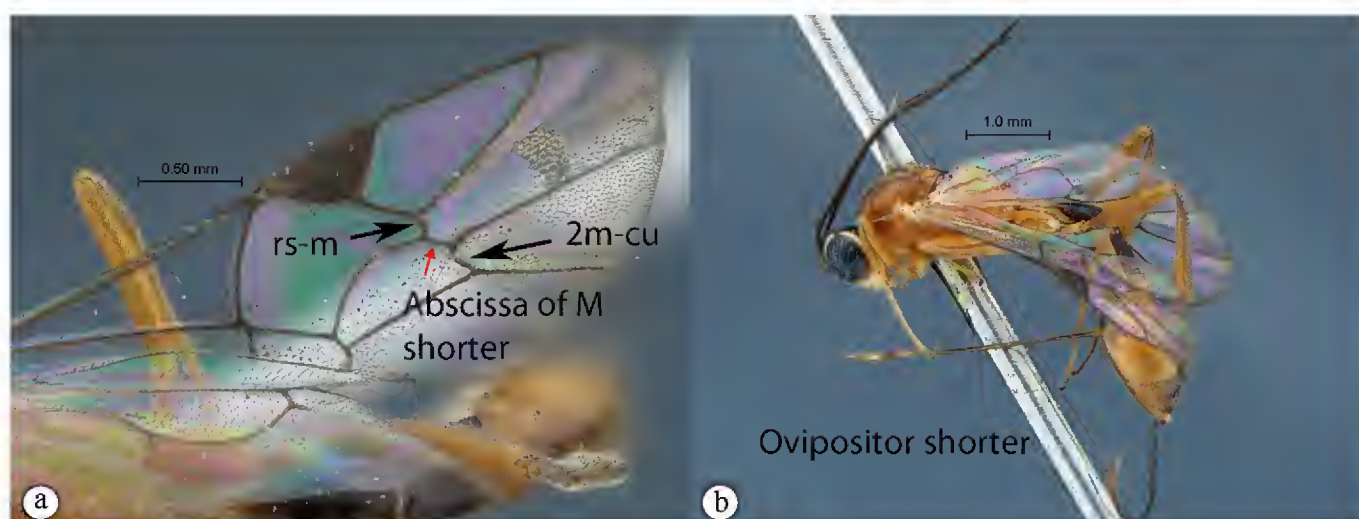 0.50 mm
rs-m
2m-cu
Abscissa of M
shorter
a
1.0 mm
Ovipositor shorter
b